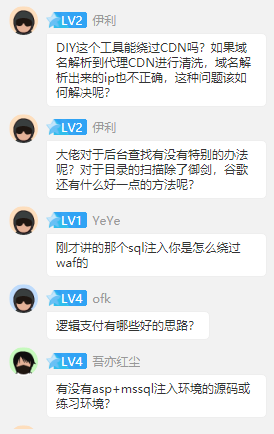 LV2 伊利
DIY这个工具能绕过CDN吗？如果域
名解析到代理CDN进行清洗，域名解
析出来的ip也不正确，这种问题该如
何解决呢？
LV2 伊利
大佬对于后台查找有没有特别的办法
呢？对于目录的扫描除了御剑，谷歌
还有什么好一点的方法呢？
LV1 YeYe
刚才讲的那个sql注入你是怎么绕过
waf的
LV4 ofk
逻辑支付有哪些好的思路？
LV4 吾亦红尘
有没有asp+mssql注入环境的源码或
练习环境？